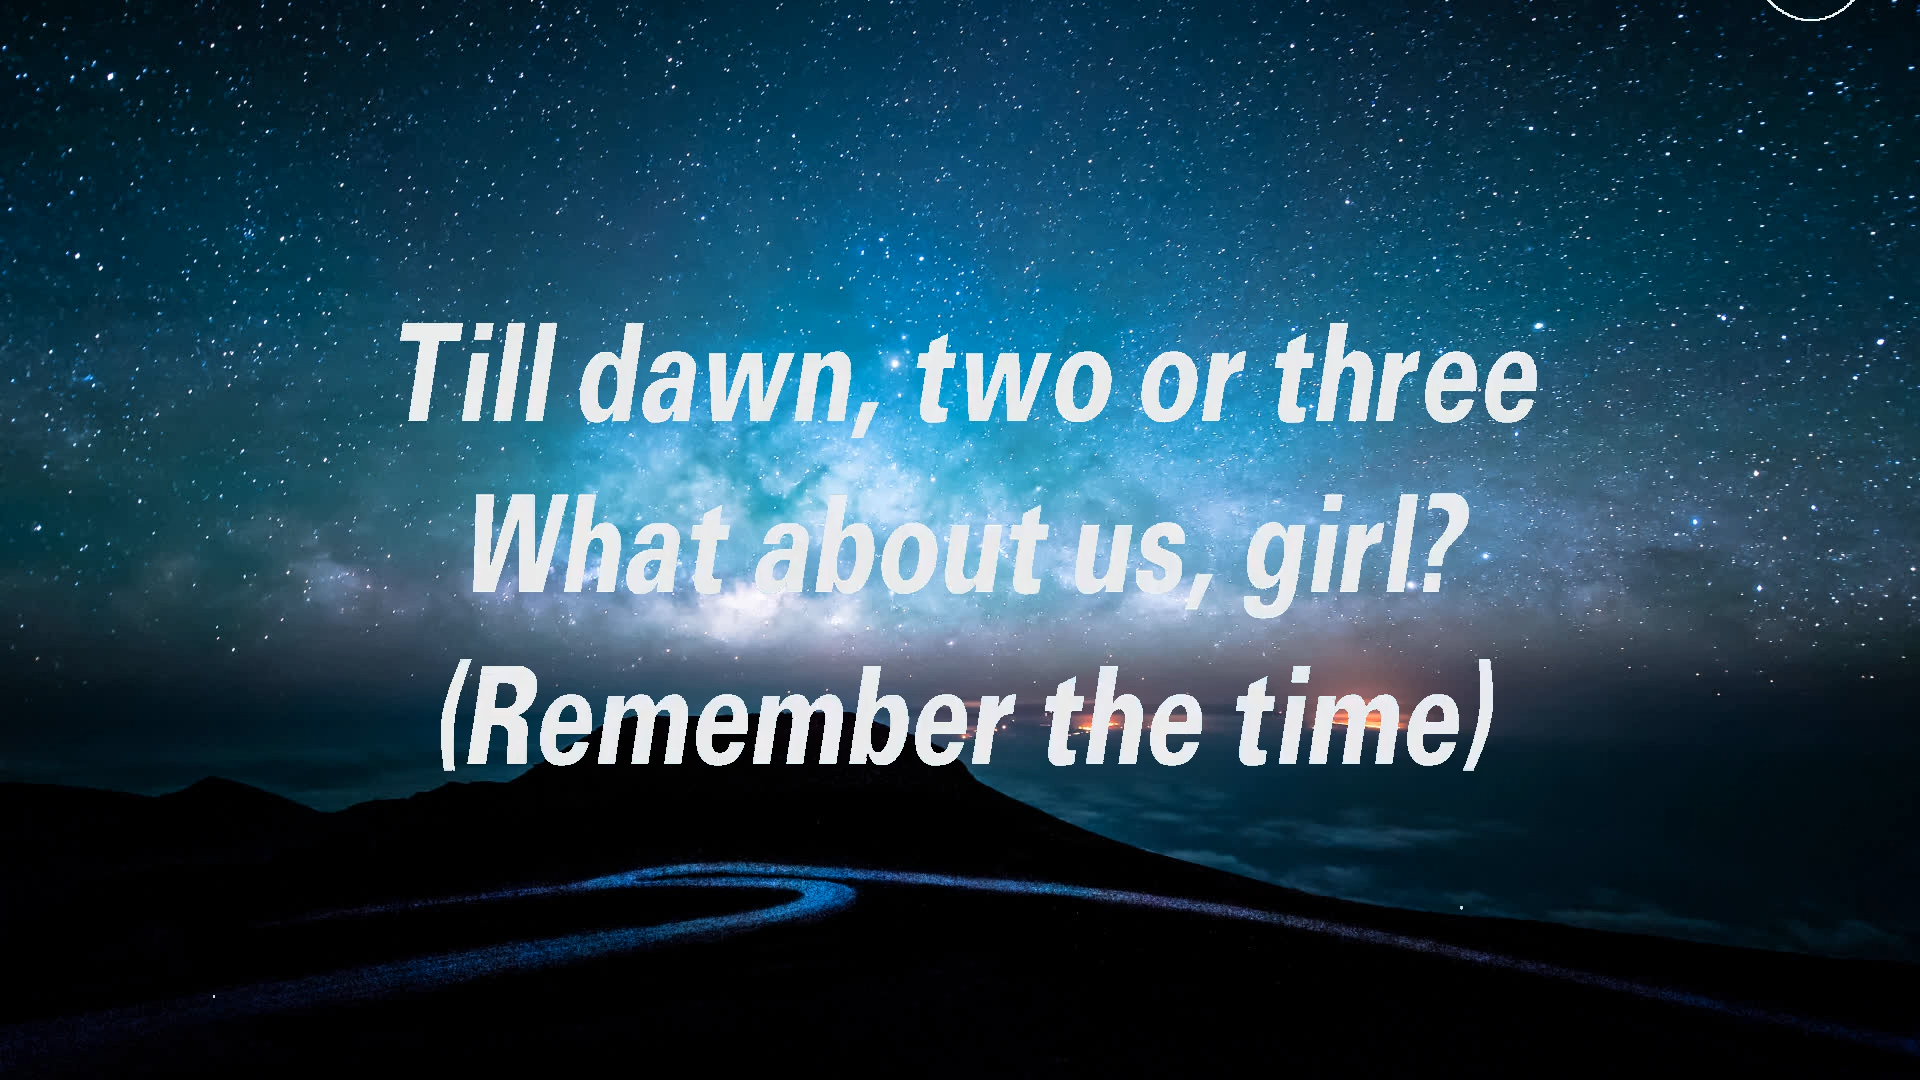 Till dawn, two or three
What about us, girl?
(Remember the time)